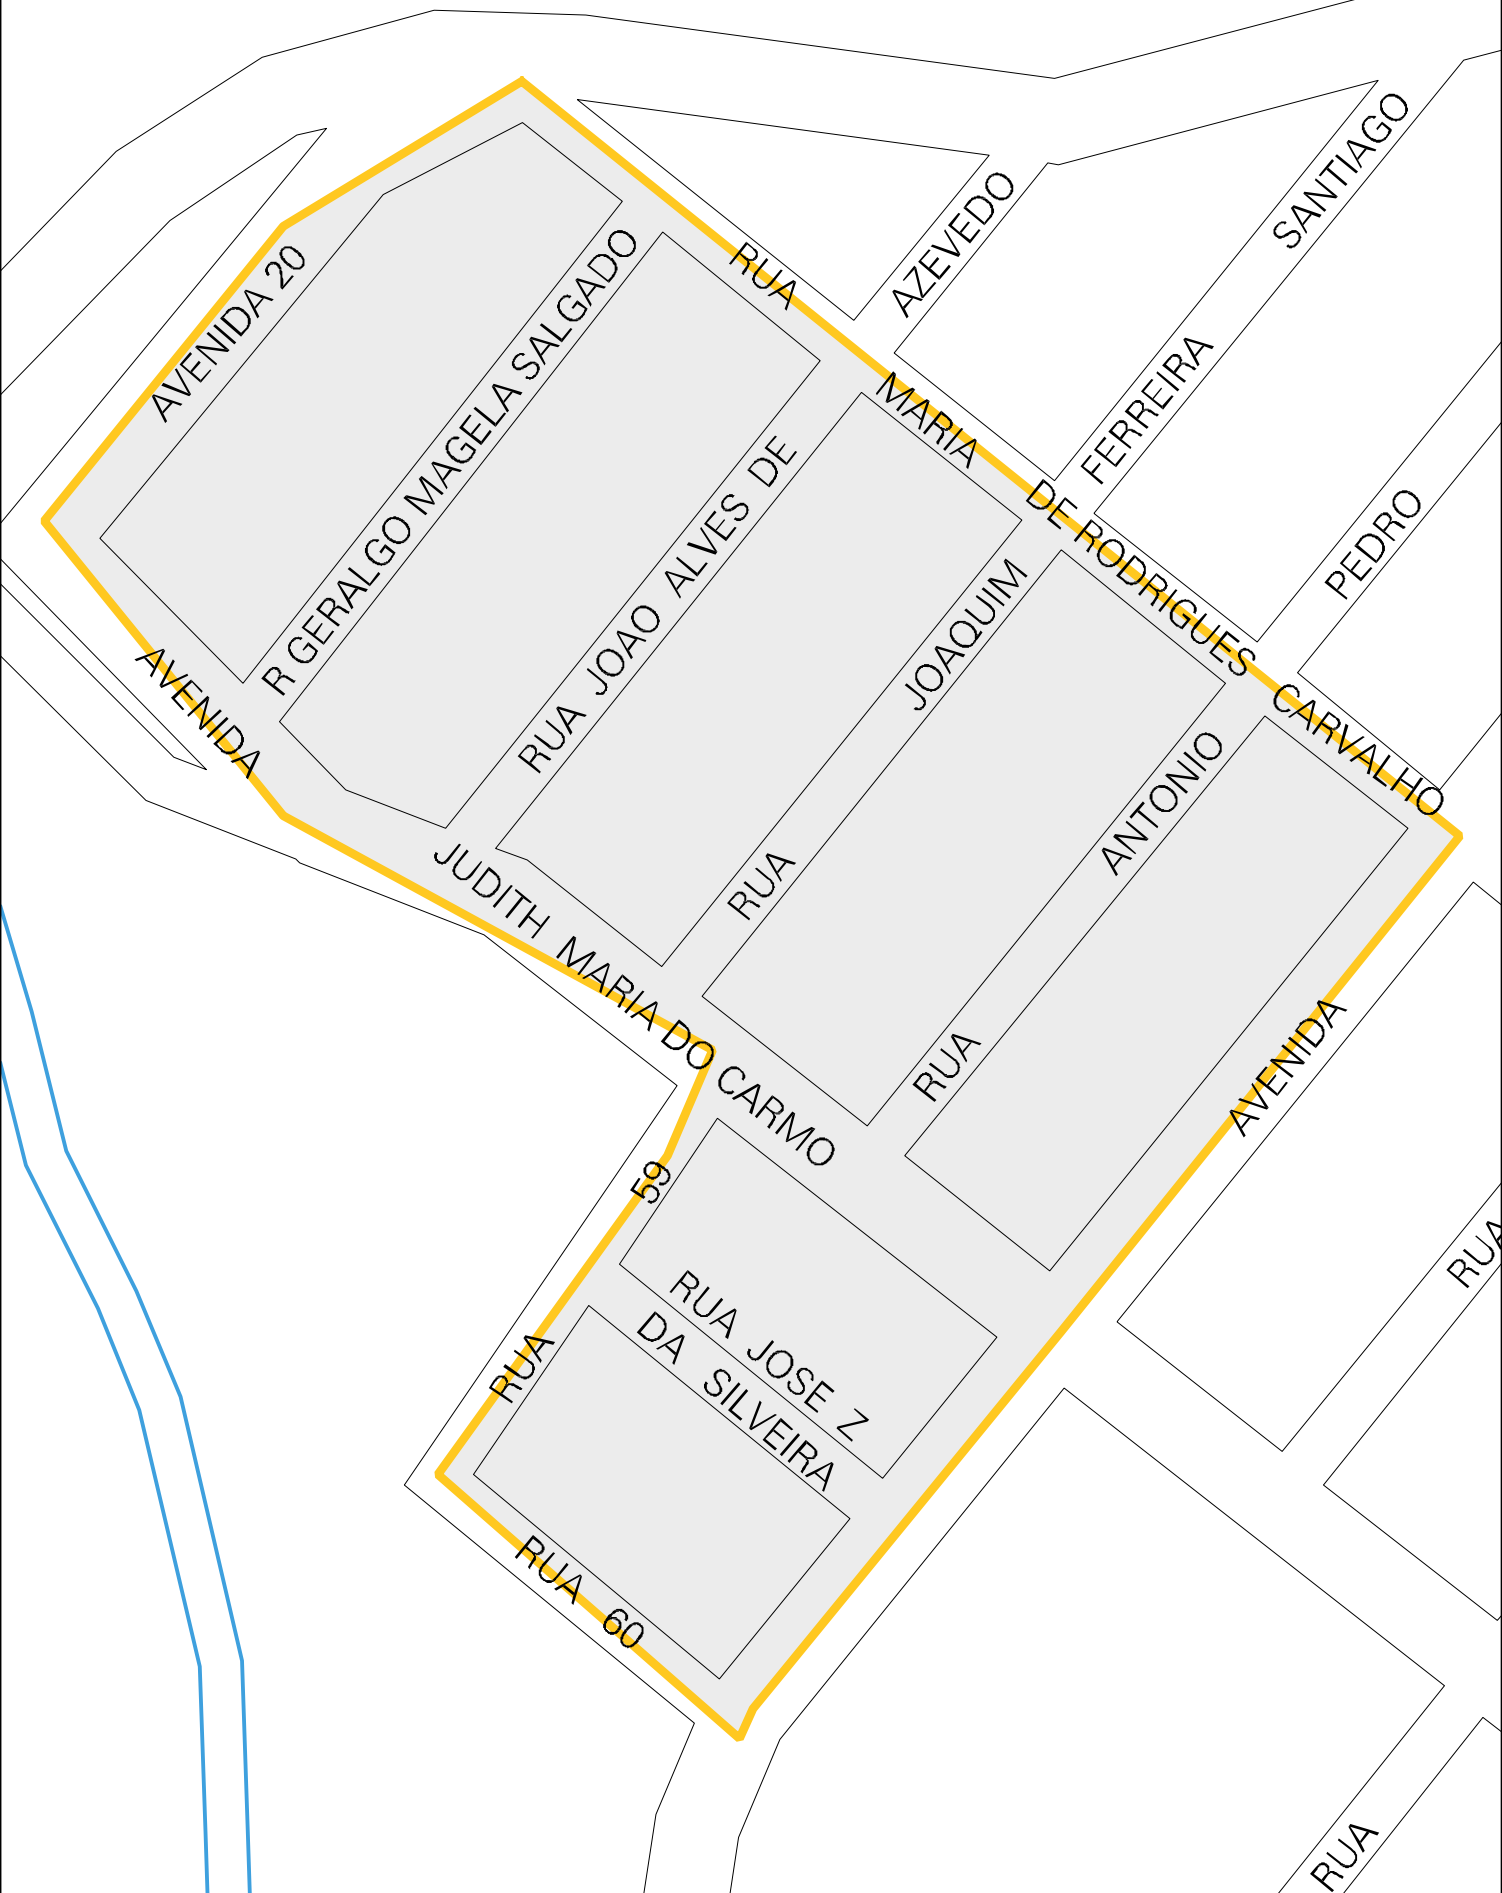 AVENIDA 20
R GERALGO MAGELA SALGADO
RUA JOAO ALVES DE AZEVEDO
RUA MARIA DE RODRIGUES CARVALHO
RUA JOAQUIM FERREIRA SANTIAGO
RUA ANTONIO PEDRO
AVENIDA JUDITH MARIA DO CARMO
AVENIDA
RUA 59
RUA JOSE Z
DA SILVEIRA
RUA 60
RUA
RUA